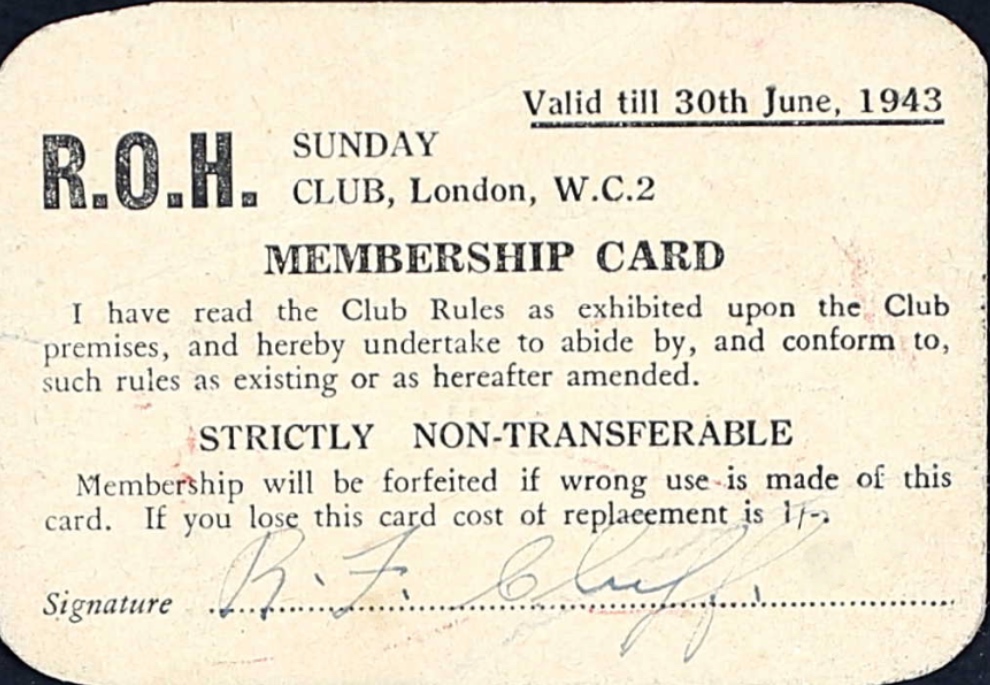 Valid till 30th June, 1943
R.O.H. SUNDAY
CLUB, London, W.C.2
MEMBERSHIP CARD
I have read the Club Rules as exhibited upon the Club
premises, and hereby undertake to abide by, and conform to,
such rules as existing or as hereafter amended.
STRICTLY NON-TRANSFERABLE
Membership will be forfeited if wrong use is made of this
card. If you lose this card cost of replacement is 1/-.
Signature R. F. Cluff.